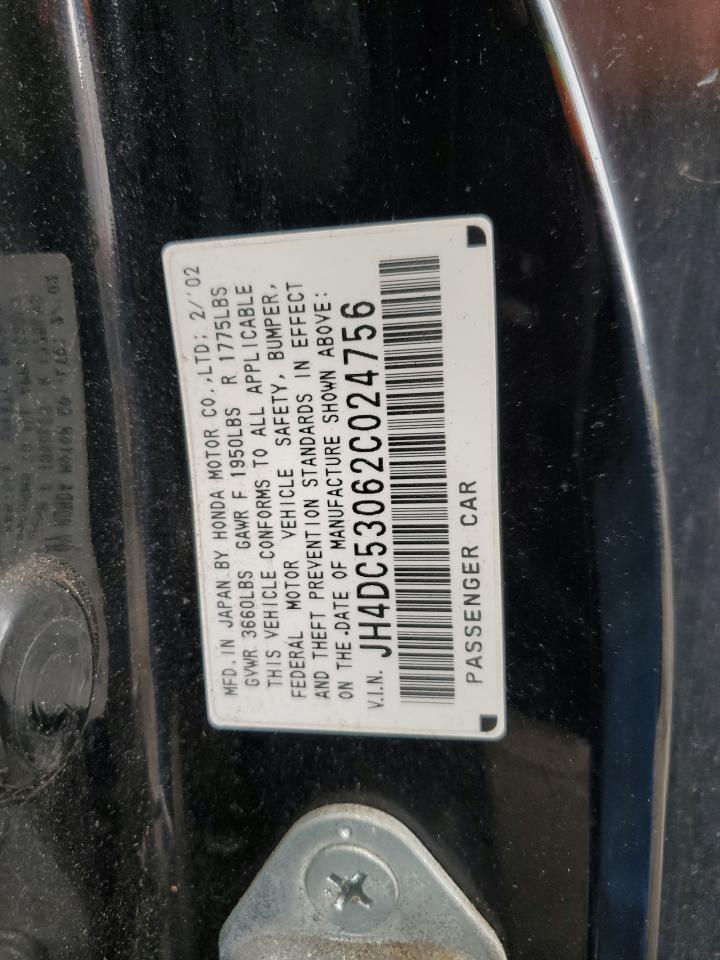 MFD. IN JAPAN BY HONDA MOTOR CO.,LTD; 2/'02
GVWR 3660LBS GAWR F 1950LBS R 1775LBS
THIS VEHICLE CONFORMS TO ALL APPLICABLE
FEDERAL MOTOR VEHICLE SAFETY, BUMPER,
AND THEFT PREVENTION STANDARDS IN EFFECT
ON THE DATE OF MANUFACTURE SHOWN ABOVE:
V.I.N. JH4DC53062C024756
PASSENGER CAR